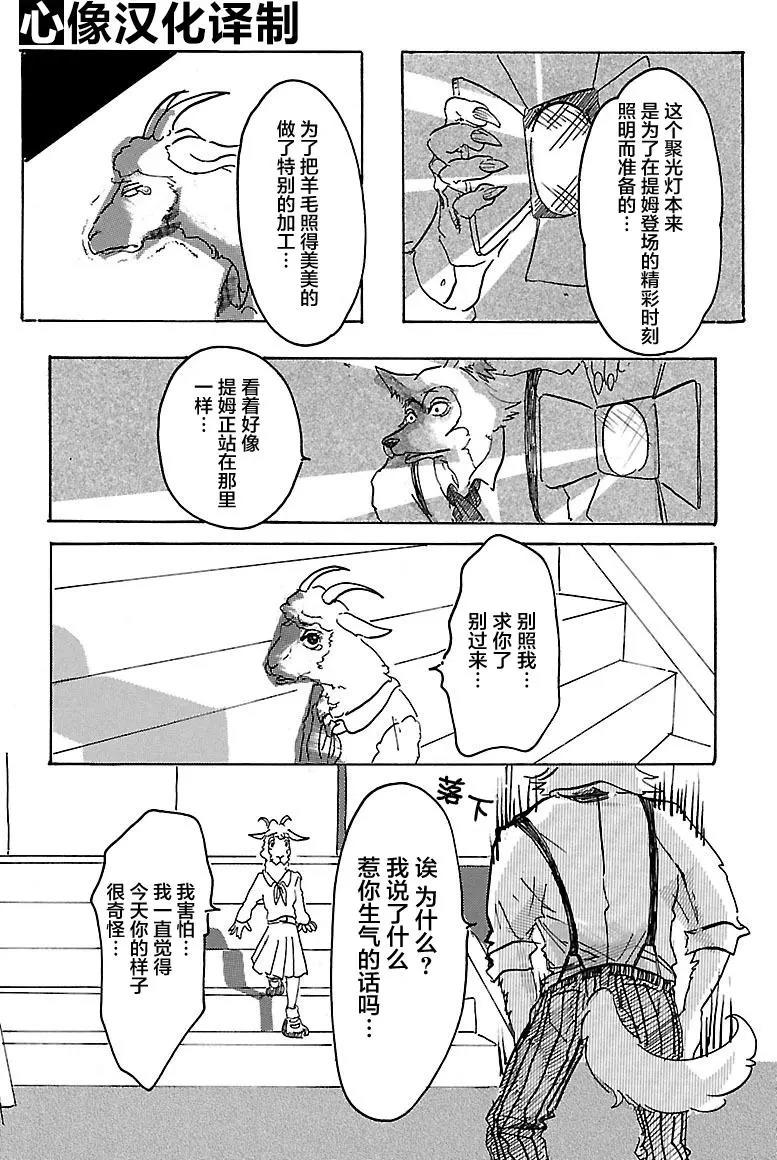 心像汉化译制
这个聚光灯本来
是为了在提姆登场的精彩时刻
照明而准备的…
为了把羊毛照得美美的
做了特别的加工…
看着好像
提姆正站在那里
一样…
别照我…
求你了
别过来…
落下
诶 为什么?
我说了什么
惹你生气的话吗…
我害怕…
我一直觉得
今天你的样子
很奇怪…